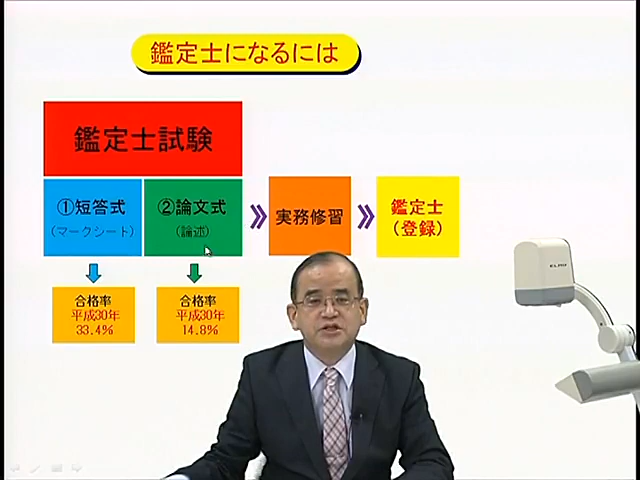 鑑定士になるには
鑑定士試験
①短答式
(マークシート)
②論文式
(論述)
実務修習
鑑定士
(登録)
合格率
平成30年
33.4%
合格率
平成30年
14.8%
ELMO